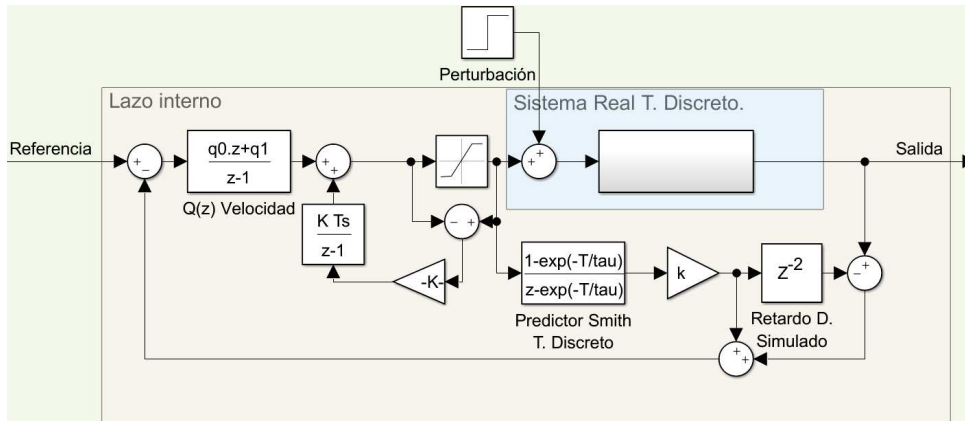 Perturbación
Lazo interno
Sistema Real T. Discreto.
Referencia
+
−
q0.z+q1
z-1
Q(z) Velocidad
+
+
+
+
Salida
K Ts
z-1
− +
-K-
1-exp(-T/tau)
z-exp(-T/tau)
Predictor Smith
T. Discreto
k
Z-2
Retardo D.
Simulado
− +
+
+